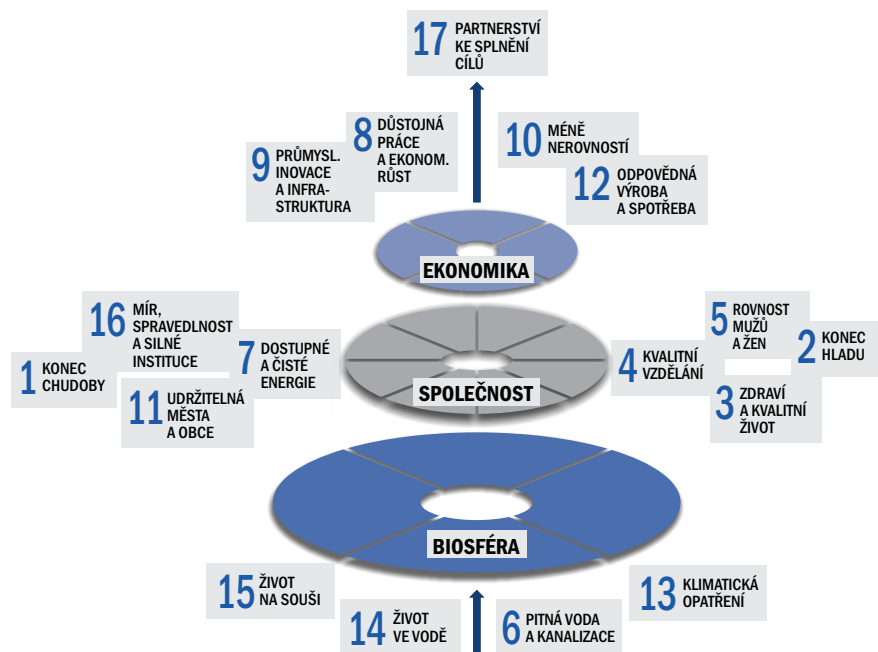 17 PARTNERSTVÍ
KE SPLNĚNÍ
CÍLŮ
8 DŮSTOJNÁ
PRÁCE
A EKONOM.
RŮST
10 MÉNĚ
NEROVNOSTÍ
9 PRŮMYSL.
INOVACE
A INFRA-
STRUKTURA
12 ODPOVĚDNÁ
VÝROBA
A SPOTŘEBA
EKONOMIKA
16 MÍR,
SPRAVEDLNOST
A SILNÉ
INSTITUCE
5 ROVNOST
MUŽŮ
A ŽEN
1 KONEC
CHUDOBY
7 DOSTUPNÉ
A ČISTÉ
ENERGIE
4 KVALITNÍ
VZDĚLÁNÍ
2 KONEC
HLADU
11 UDRŽITELNÁ
MĚSTA
A OBCE
SPOLEČNOST
3 ZDRAVÍ
A KVALITNÍ
ŽIVOT
BIOSFÉRA
15 ŽIVOT
NA SOUŠI
13 KLIMATICKÁ
OPATŘENÍ
14 ŽIVOT
VE VODĚ
6 PITNÁ VODA
A KANALIZACE